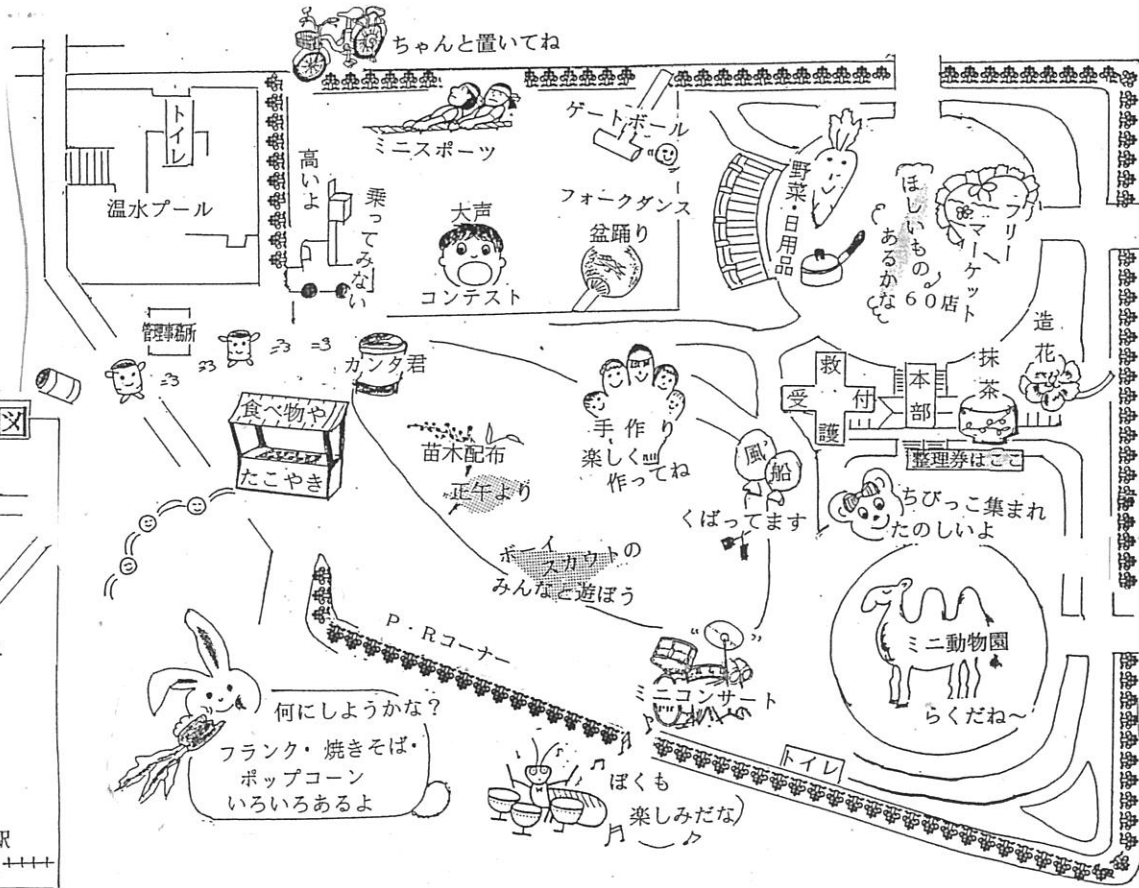 ちゃんと置いてね
トイレ
温水プール
高いよ
乗ってみない
ミニスポーツ
大声
コンテスト
ゲートボール
フォークダンス
盆踊り
野菜・日用品
フリー
マーケット
ほしいもの
あるかな
60店
管理事務所
カンタ君
食べ物や
たこやき
苗木配布
正午より
手作り
楽しく
作ってね
風船
くばってます
救護
受付
本部
抹茶
造花
整理券はここ
ちびっこ集まれ
たのしいよ
ボーイ
スカウトの
みんなと遊ぼう
P・Rコーナー
ミニ動物園
らくだね〜
ミニコンサート
トイレ
何にしようかな？
フランク・焼きそば・
ポップコーン
いろいろあるよ
ぼくも
楽しみだな